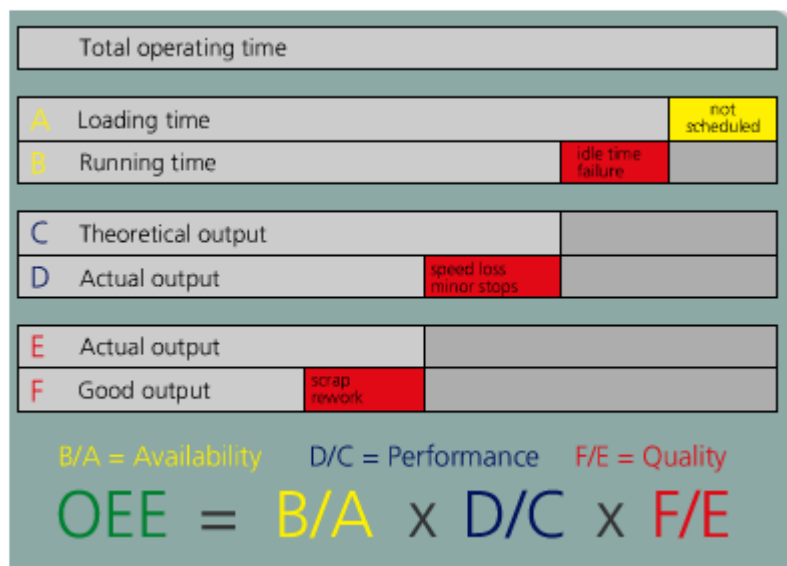 Total operating time
A Loading time
not
scheduled
B Running time
idle time
failure
C Theoretical output
D Actual output
speed loss
minor stops
E Actual output
F Good output
scrap
rework
B/A = Availability D/C = Performance F/E = Quality
OEE = B/A x D/C x F/E